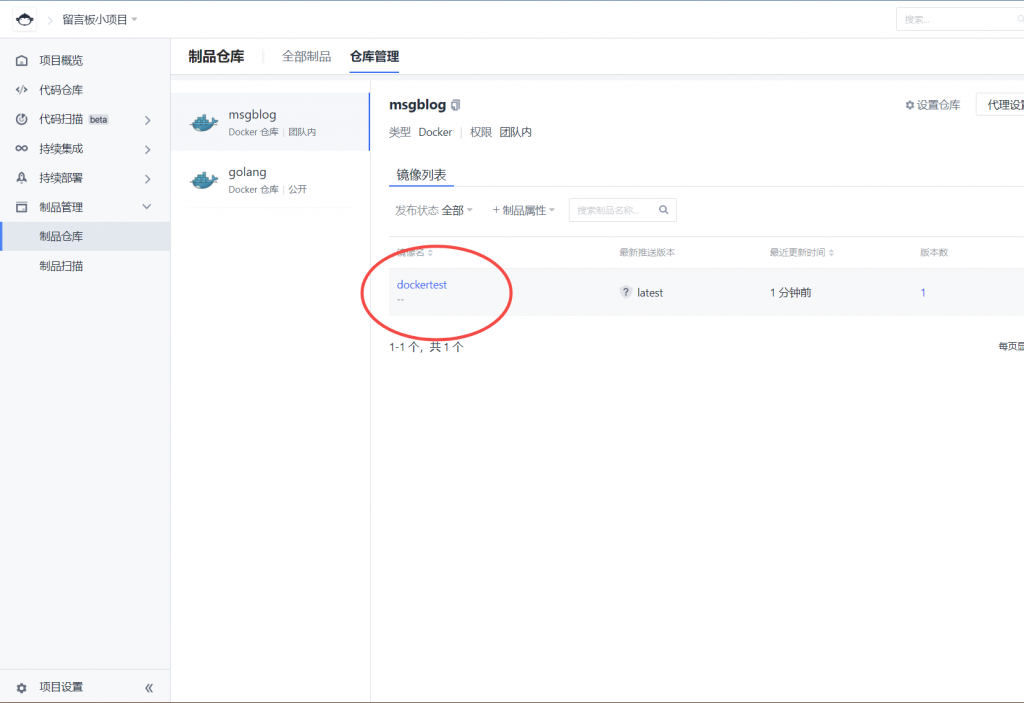 留言板小项目
搜索...
项目概览
代码仓库
代码扫描 beta
持续集成
持续部署
制品管理
制品仓库
制品扫描
项目设置
制品仓库 全部制品 仓库管理
msgblog
Docker 仓库 | 团队内
golang
Docker 仓库 | 公开
msgblog
设置仓库 代理设置
类型 Docker | 权限 团队内
镜像列表
发布状态 全部 + 制品属性 搜索制品名称...
镜像名 最新推送版本 最近更新时间 版本数
dockertest ? latest 1 分钟前 1
--
1-1 个，共 1 个 每页显